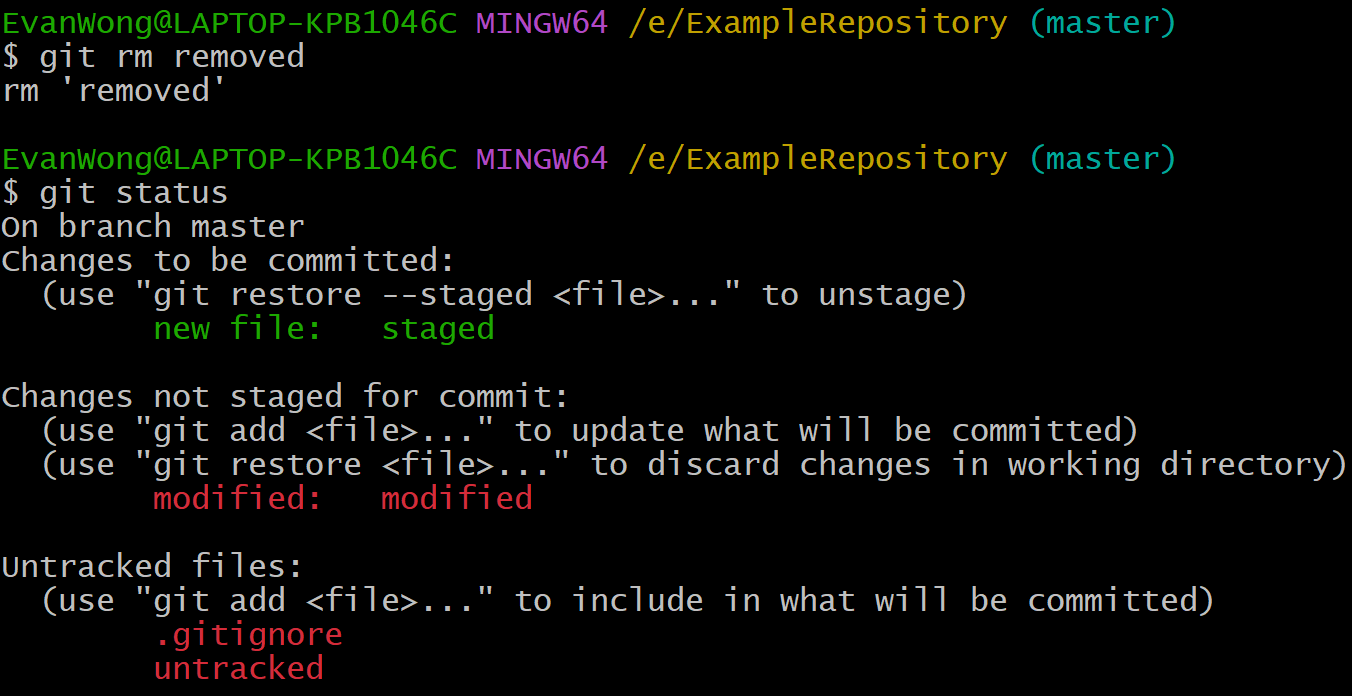 EvanWong@LAPTOP-KPB1046C MINGW64 /e/ExampleRepository (master)
$ git rm removed
rm 'removed'
EvanWong@LAPTOP-KPB1046C MINGW64 /e/ExampleRepository (master)
$ git status
On branch master
Changes to be committed:
  (use "git restore --staged <file>..." to unstage)
        new file:   staged
Changes not staged for commit:
  (use "git add <file>..." to update what will be committed)
  (use "git restore <file>..." to discard changes in working directory)
        modified:   modified
Untracked files:
  (use "git add <file>..." to include in what will be committed)
        .gitignore
        untracked